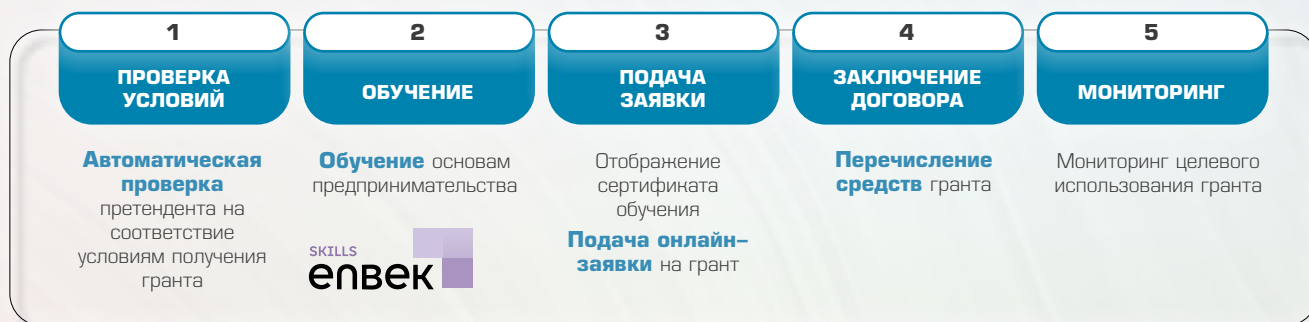 1
ПРОВЕРКА
УСЛОВИЙ
Автоматическая
проверка
претендента на
соответствие
условиям получения
гранта
2
ОБУЧЕНИЕ
Обучение основам
предпринимательства
SKILLS
enbek
3
ПОДАЧА
ЗАЯВКИ
Отображение
сертификата
обучения
Подача онлайн–
заявки на грант
4
ЗАКЛЮЧЕНИЕ
ДОГОВОРА
Перечисление
средств гранта
5
МОНИТОРИНГ
Мониторинг целевого
использования гранта